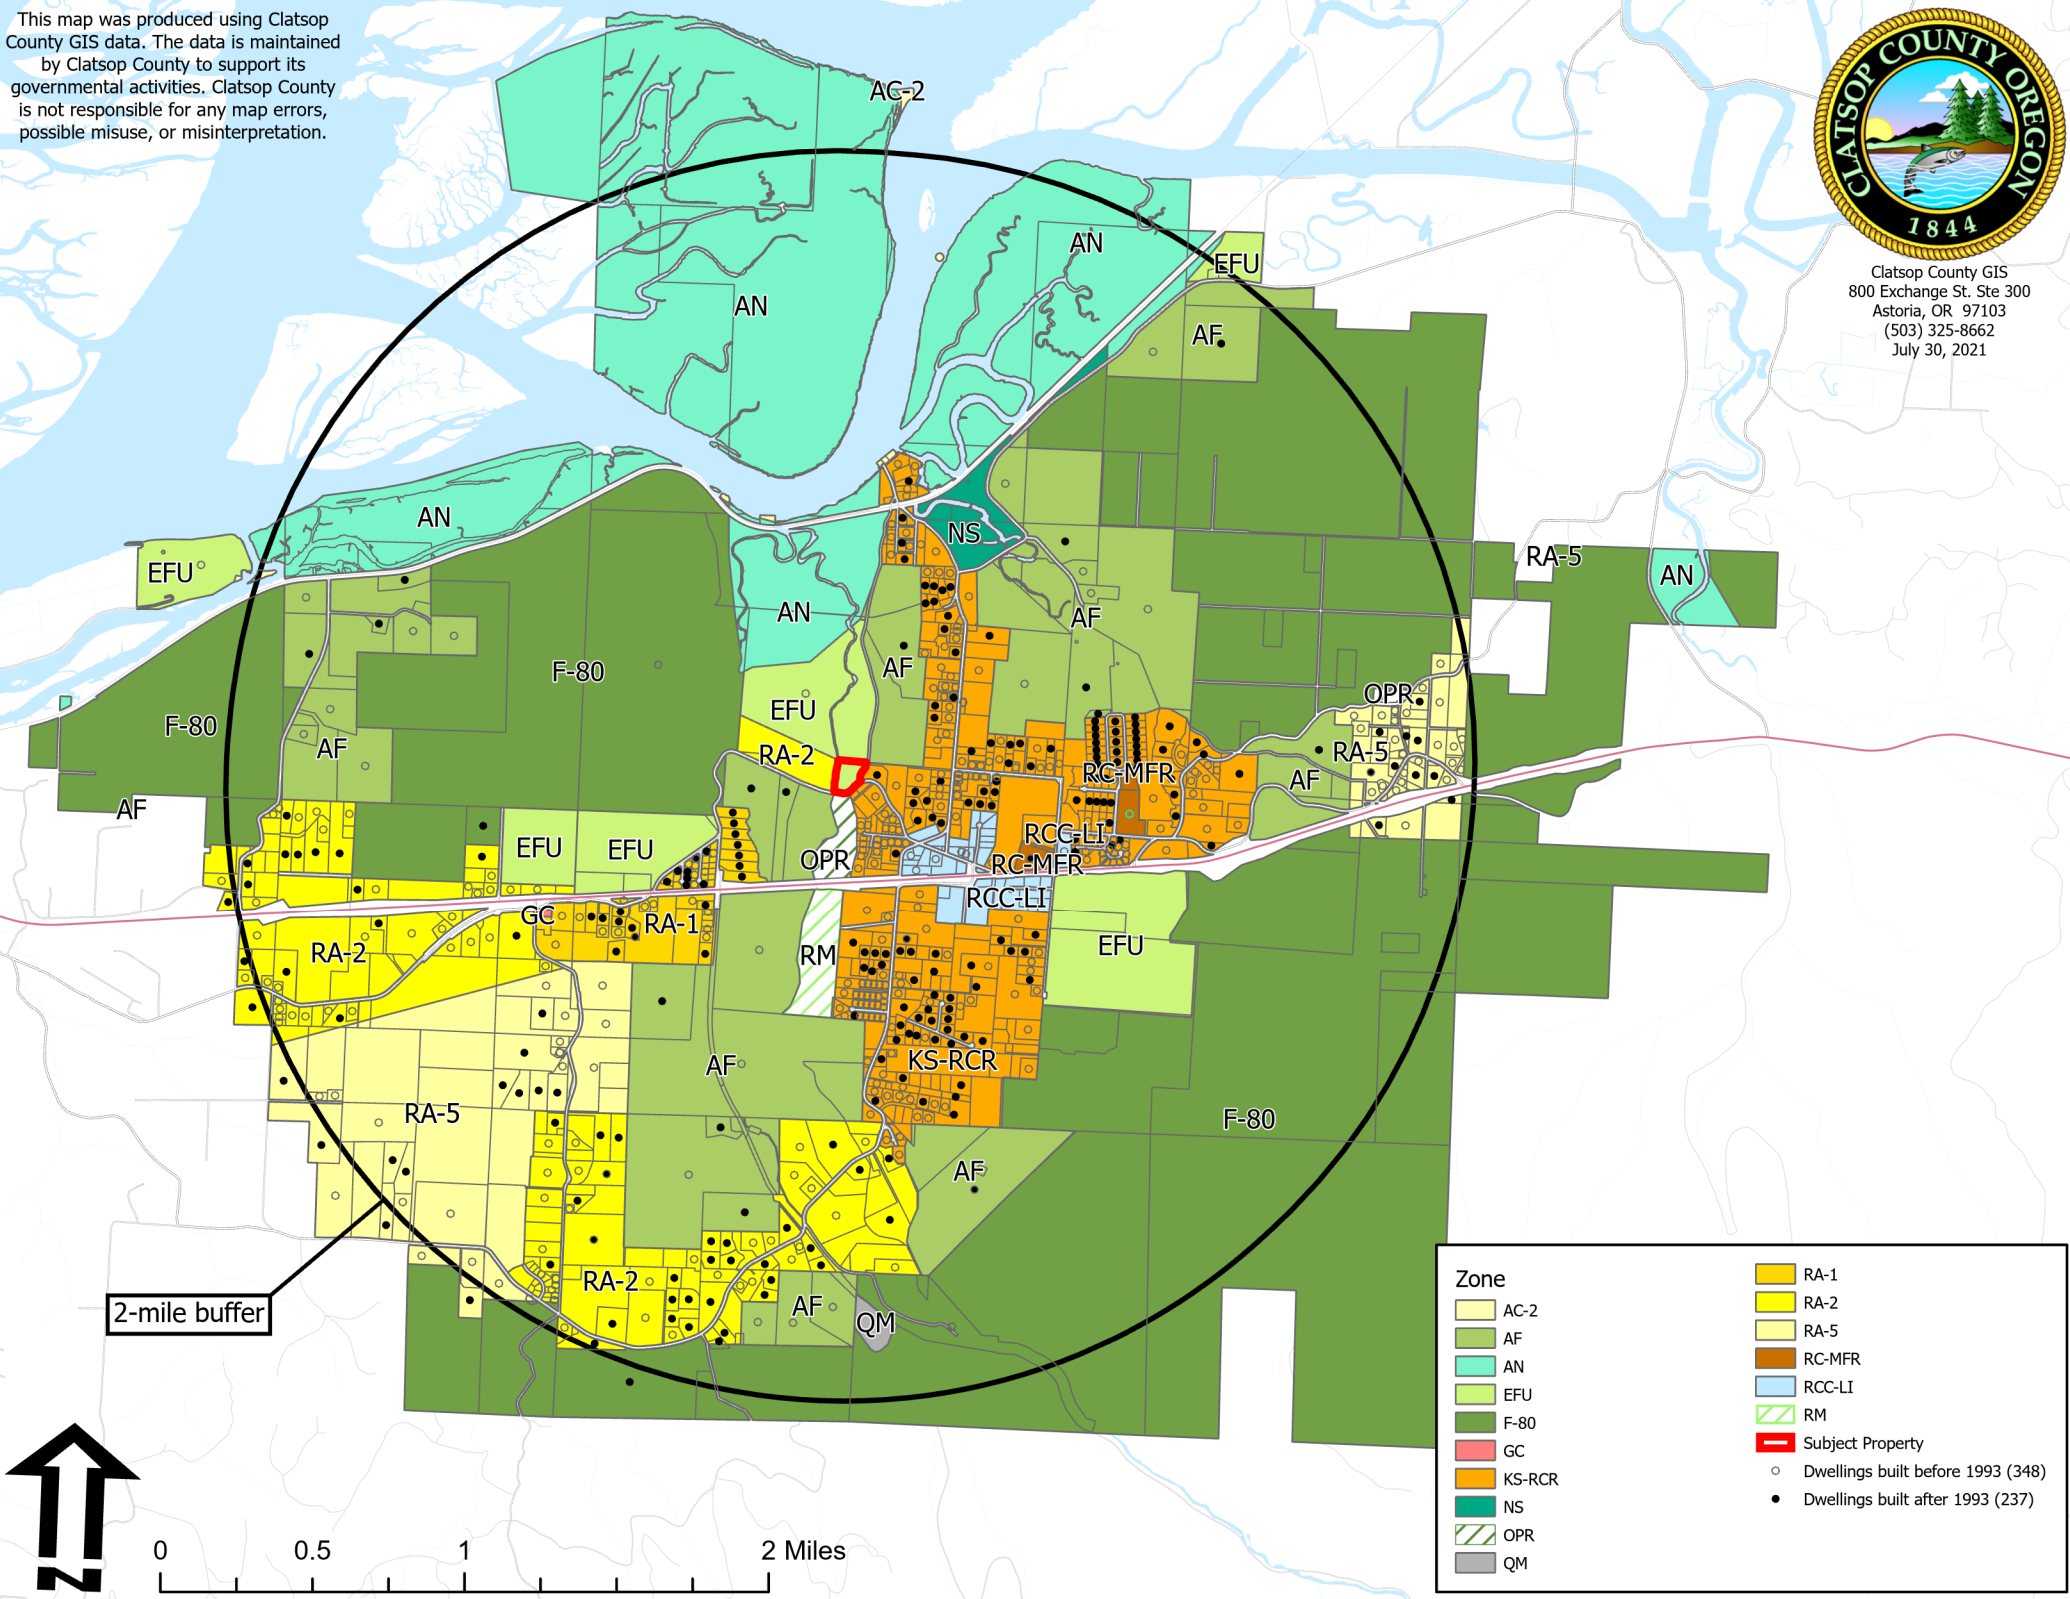 This map was produced using Clatsop
County GIS data. The data is maintained
by Clatsop County to support its
governmental activities. Clatsop County
is not responsible for any map errors,
possible misuse, or misinterpretation.
CLATSOP COUNTY OREGON
1844
Clatsop County GIS
800 Exchange St. Ste 300
Astoria, OR 97103
(503) 325-8662
July 30, 2021
AC-2
AN
EFU
AN
AF
AN
NS
RA-5
EFU
AN
AN
AF
AF
F-80
OPR
EFU
F-80
AF
RA-2
RA-5
RC-MFR
AF
AF
RCC-LI
EFU
EFU
OPR
RC-MFR
RCC-LI
GC
RA-1
RA-2
RM
EFU
AF
KS-RCR
RA-5
F-80
AF
RA-2
AF
QM
2-mile buffer
Zone
AC-2
AF
AN
EFU
F-80
GC
KS-RCR
NS
OPR
QM
RA-1
RA-2
RA-5
RC-MFR
RCC-LI
RM
Subject Property
Dwellings built before 1993 (348)
Dwellings built after 1993 (237)
N
0 0.5 1 2 Miles